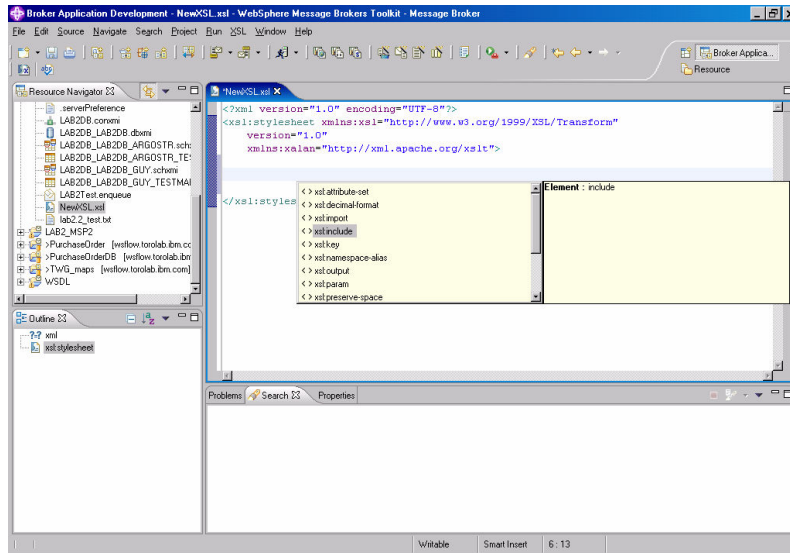 Broker Application Development - NewXSL.xsl - WebSphere Message Brokers Toolkit - Message Broker
File Edit Source Navigate Search Project Run XSL Window Help
Broker Applica...
Resource
Resource Navigator
.serverPreference
LAB2DB.conxmi
LAB2DB_LAB2DB.dbxmi
LAB2DB_LAB2DB_ARGOSTR.sch
LAB2DB_LAB2DB_ARGOSTR_TE
LAB2DB_LAB2DB_GUY.schxmi
LAB2DB_LAB2DB_GUY_TESTMA
LAB2Test.enqueue
NewXSL.xsl
lab2.2_test.txt
LAB2_MSP2
>PurchaseOrder [wsflow.torolab.ibm.cc
>PurchaseOrderDB [wsflow.torolab.ibm
>TWG_maps [wsflow.torolab.ibm.com]
WSDL
*NewXSL.xsl
<?xml version="1.0" encoding="UTF-8"?>
<xsl:stylesheet xmlns:xsl="http://www.w3.org/1999/XSL/Transform"
version="1.0"
xmlns:xalan="http://xml.apache.org/xslt">
</xsl:styles
<> xsl:attribute-set
<> xsl:decimal-format
<> xsl:import
<> xsl:include
<> xsl:key
<> xsl:namespace-alias
<> xsl:output
<> xsl:param
<> xsl:preserve-space
Element : include
Outline
?=? xml
xsl:stylesheet
Problems Search Properties
Writable Smart Insert 6 : 13